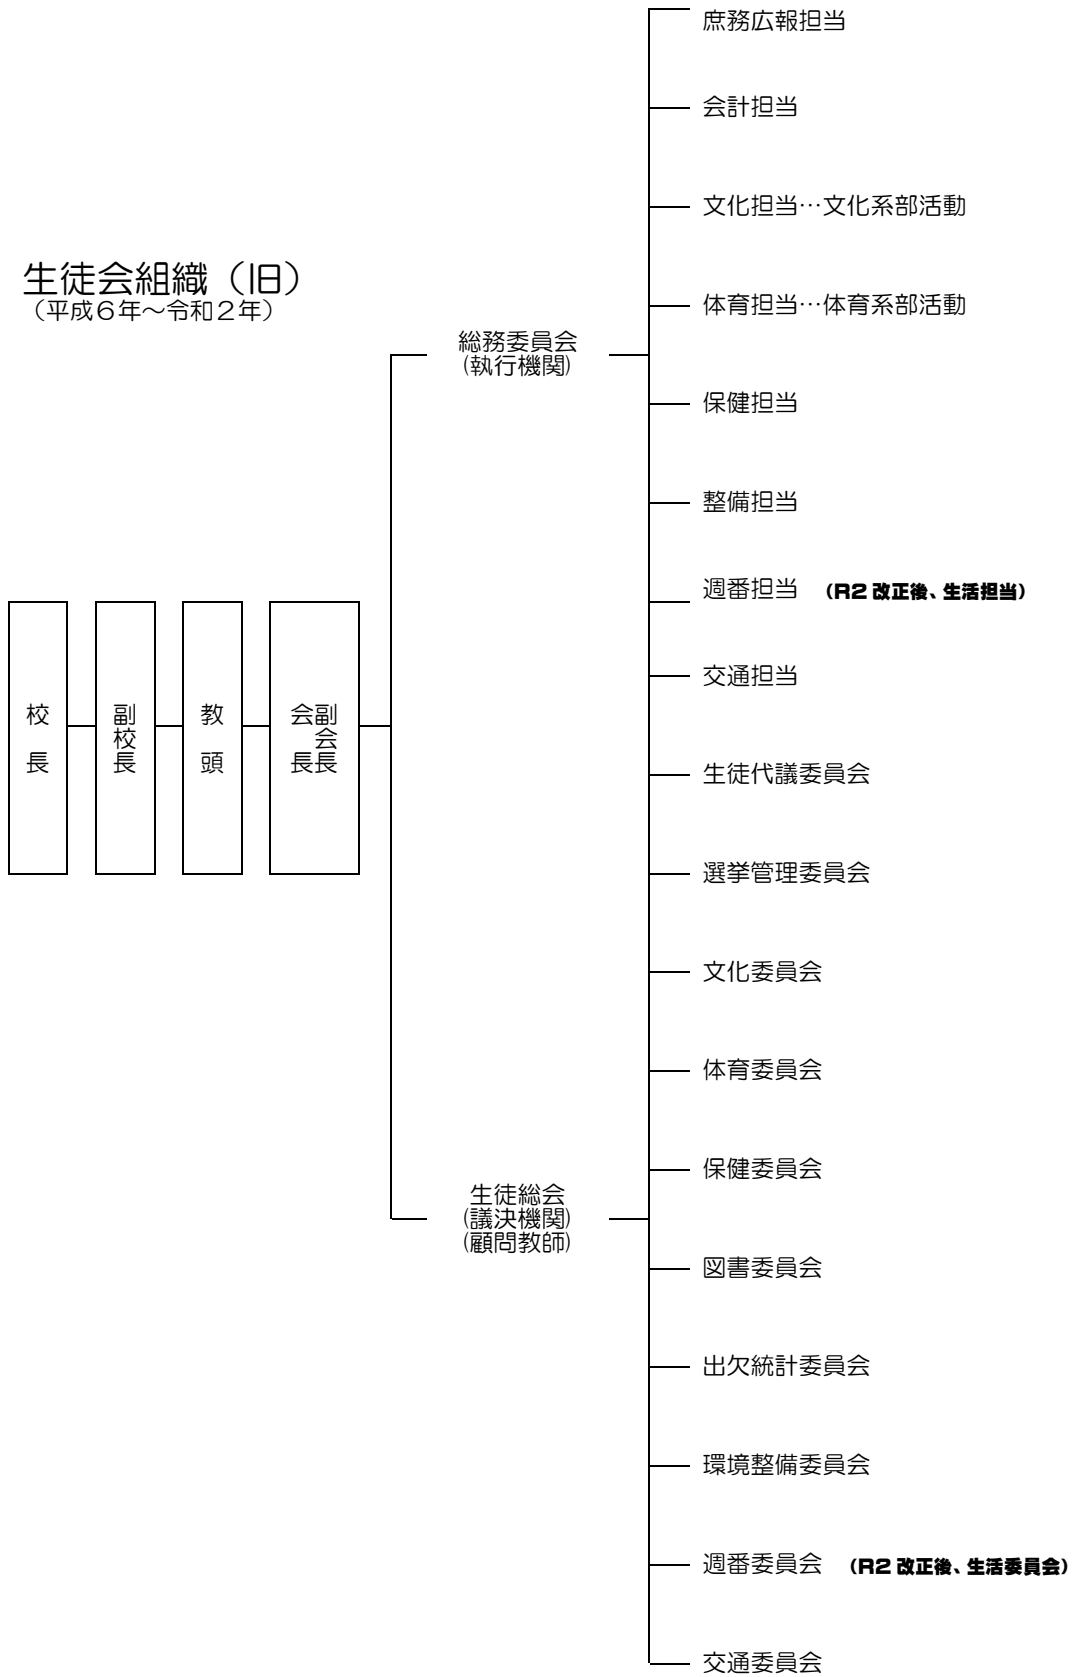 生徒会組織（旧）
（平成６年～令和２年）
校長
副校長
教頭
会長
副会長
総務委員会
(執行機関)
生徒総会
(議決機関)
(顧問教師)
庶務広報担当
会計担当
文化担当…文化系部活動
体育担当…体育系部活動
保健担当
整備担当
週番担当 （R2 改正後、生活担当）
交通担当
生徒代議委員会
選挙管理委員会
文化委員会
体育委員会
保健委員会
図書委員会
出欠統計委員会
環境整備委員会
週番委員会 （R2 改正後、生活委員会）
交通委員会